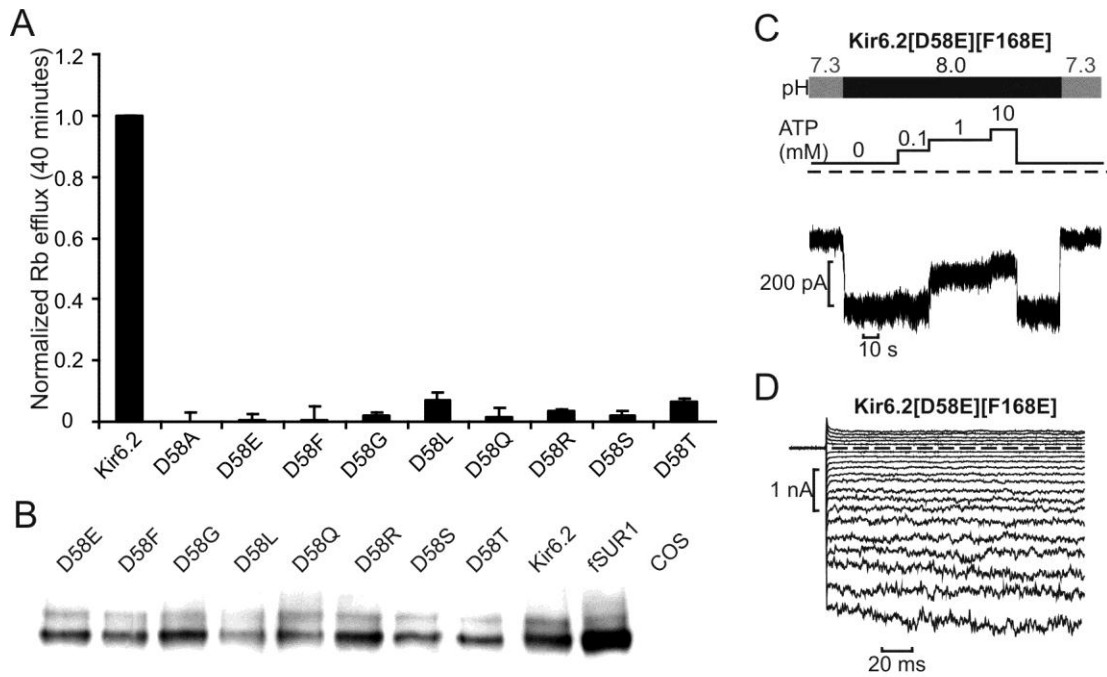 A
Normalized Rb efflux (40 minutes)
1.2
1.0
0.8
0.6
0.4
0.2
0
Kir6.2 D58A D58E D58F D58G D58L D58Q D58R D58S D58T
B
D58E D58F D58G D58L D58Q D58R D58S D58T Kir6.2 fSUR1 COS
C
Kir6.2[D58E][F168E]
7.3 8.0 7.3
pH
ATP (mM)
0 0.1 1 10
200 pA
10 s
D
Kir6.2[D58E][F168E]
1 nA
20 ms